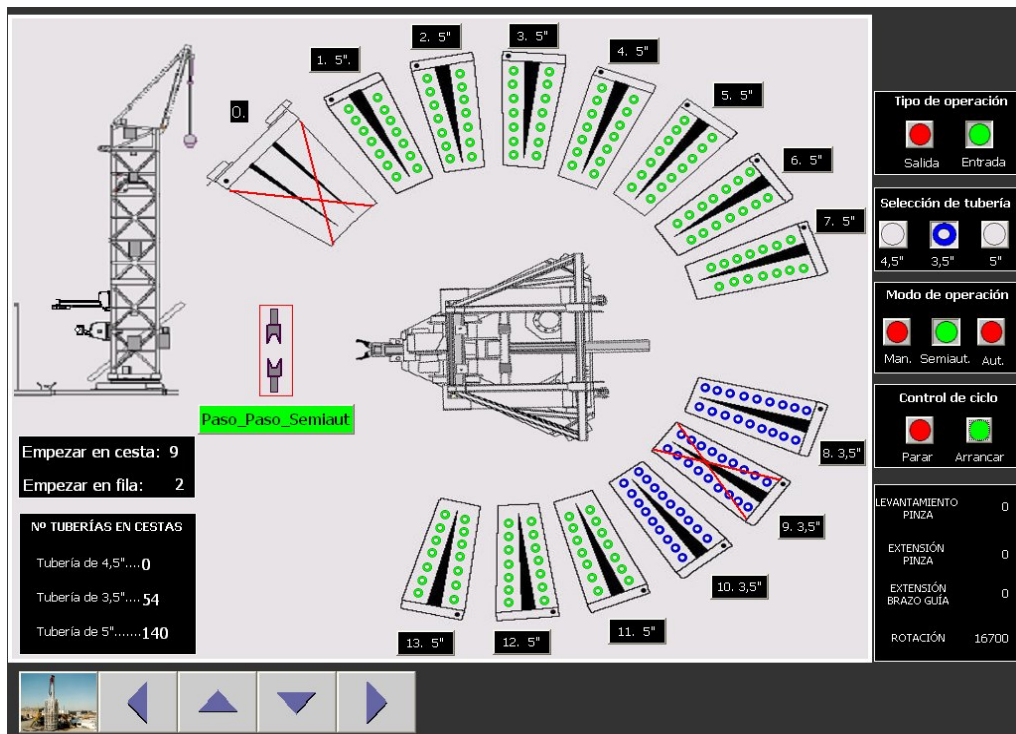 0.
1. 5".
2. 5"
3. 5"
4. 5"
5. 5"
6. 5"
7. 5"
8. 3,5"
9. 3,5"
10. 3,5"
11. 5"
12. 5"
13. 5"
Paso_Paso_Semiaut
Empezar en cesta: 9
Empezar en fila: 2
Nº TUBERÍAS EN CESTAS
Tubería de 4,5"....0
Tubería de 3,5"....54
Tubería de 5".......140
Tipo de operación
Salida Entrada
Selección de tubería
4,5" 3,5" 5"
Modo de operación
Man. Semiaut. Aut.
Control de ciclo
Parar Arrancar
LEVANTAMIENTO
PINZA 0
EXTENSIÓN
PINZA 0
EXTENSIÓN
BRAZO GUÍA 0
ROTACIÓN 16700